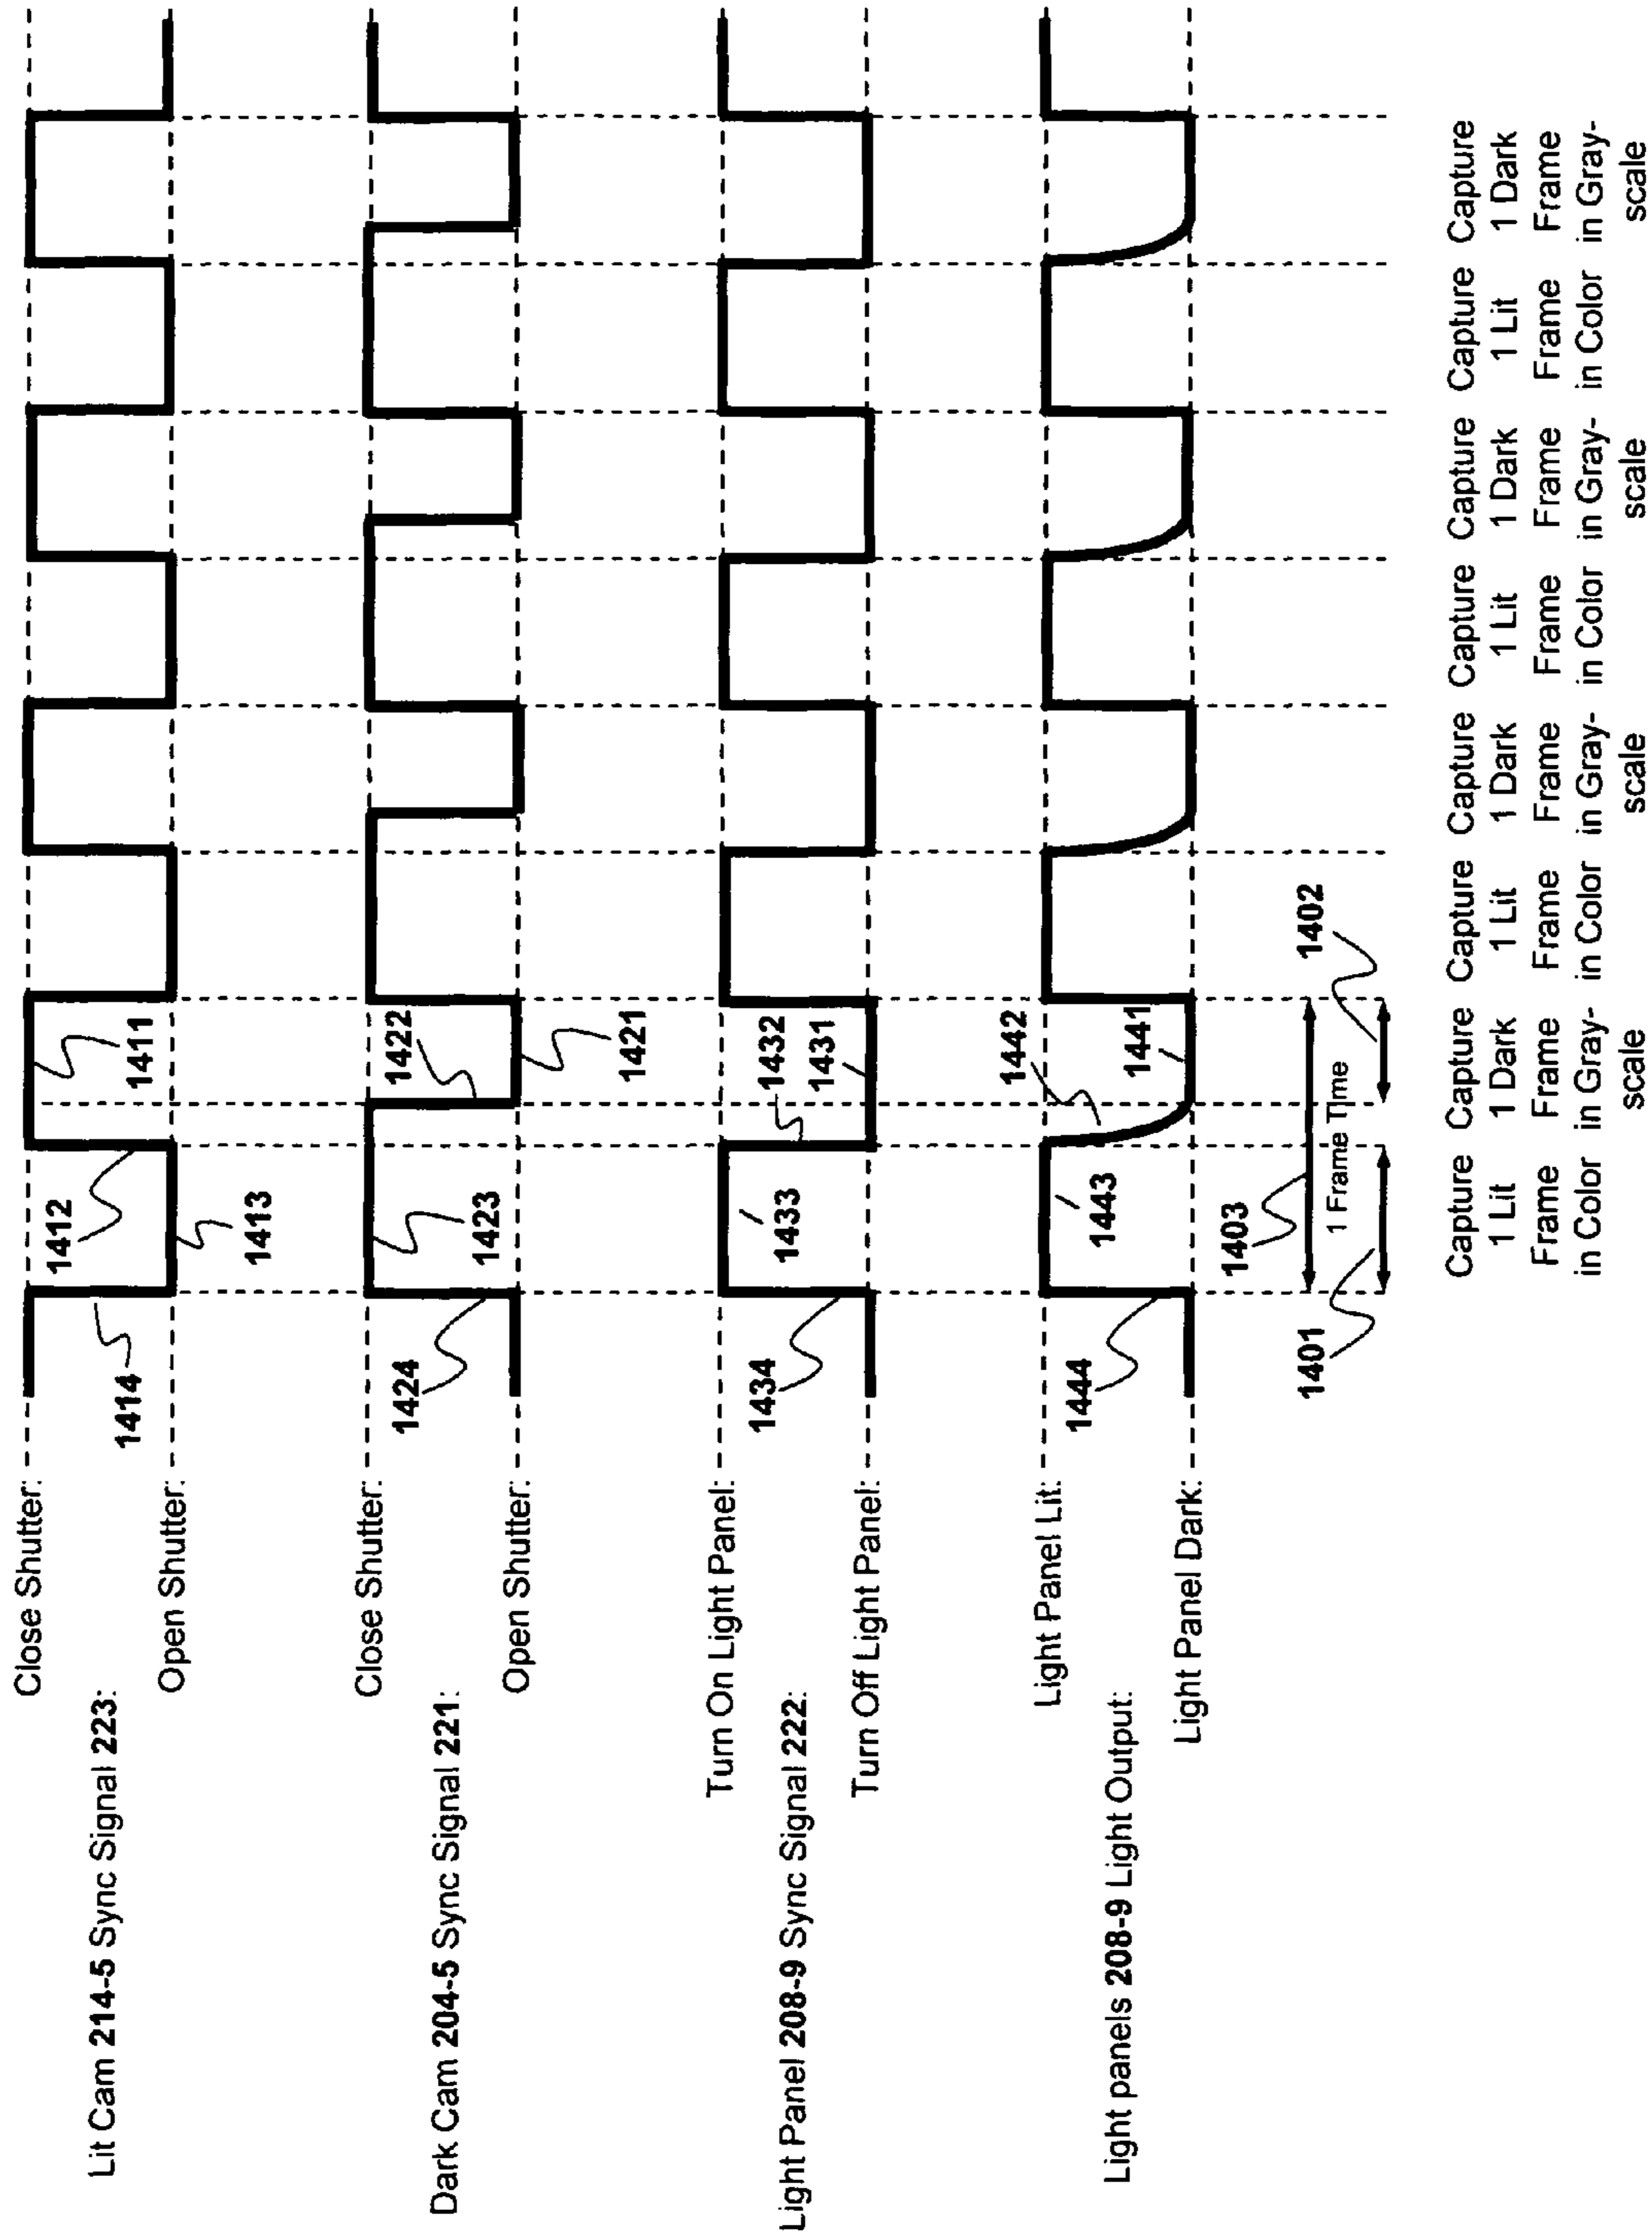 Close Shutter:
Lit Cam 214-5 Sync Signal 223:
Open Shutter:
1414
1412
1413
1411
Close Shutter:
Dark Cam 204-5 Sync Signal 221:
Open Shutter:
1424
1423
1422
1421
Turn On Light Panel:
Light Panel 208-9 Sync Signal 222:
Turn Off Light Panel:
1434
1433
1432
1431
Light Panel Lit:
Light panels 208-9 Light Output:
Light Panel Dark:
1444
1443
1442
1441
1403
1 Frame Time
1401
1402
Capture
1 Lit
Frame
in Color
Capture
1 Dark
Frame
in Gray-
scale
Capture
1 Lit
Frame
in Color
Capture
1 Dark
Frame
in Gray-
scale
Capture
1 Lit
Frame
in Color
Capture
1 Dark
Frame
in Gray-
scale
Capture
1 Lit
Frame
in Color
Capture
1 Dark
Frame
in Gray-
scale